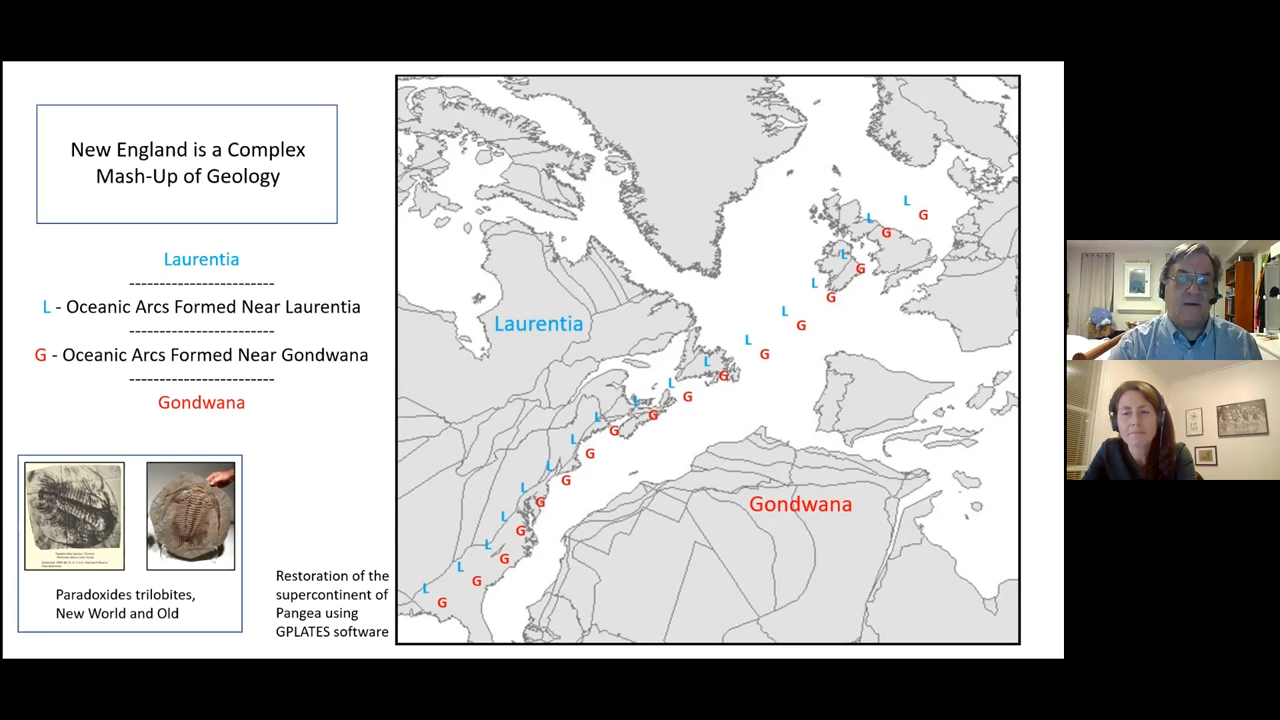 New England is a Complex
Mash-Up of Geology
Laurentia
------------------------
L - Oceanic Arcs Formed Near Laurentia
------------------------
G - Oceanic Arcs Formed Near Gondwana
------------------------
Gondwana
Paradoxides trilobites,
New World and Old
Restoration of the
supercontinent of
Pangea using
GPLATES software
Laurentia
Gondwana
L
G
L
G
L
G
L
G
L
G
L
G
L
G
L
G
L
G
L
G
L
G
L
G
L
G
L
G
L
G
L
G
L
G
L
G